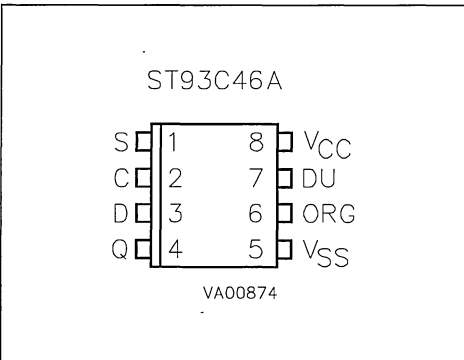 ST93C46A
S 1 8 VCC
C 2 7 DU
D 3 6 ORG
Q 4 5 VSS
VA00874